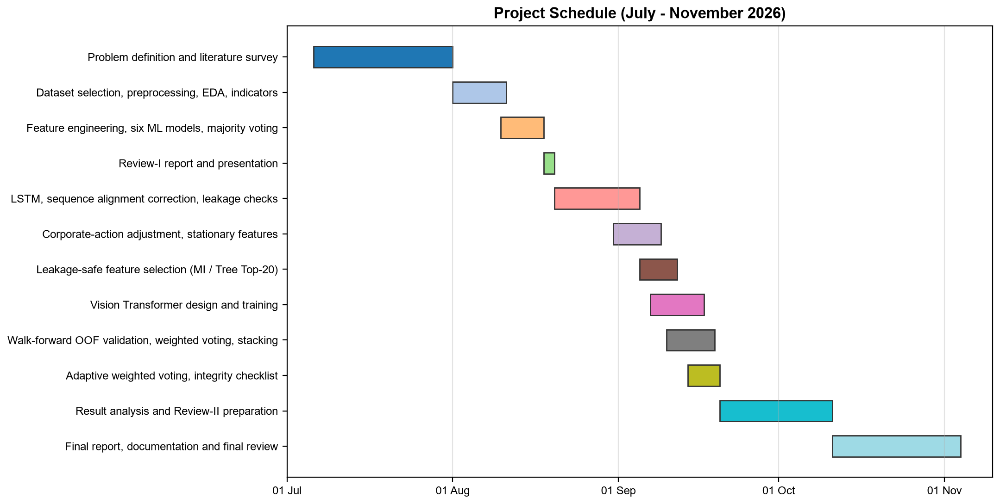 Project Schedule (July - November 2026)
Problem definition and literature survey
Dataset selection, preprocessing, EDA, indicators
Feature engineering, six ML models, majority voting
Review-I report and presentation
LSTM, sequence alignment correction, leakage checks
Corporate-action adjustment, stationary features
Leakage-safe feature selection (MI / Tree Top-20)
Vision Transformer design and training
Walk-forward OOF validation, weighted voting, stacking
Adaptive weighted voting, integrity checklist
Result analysis and Review-II preparation
Final report, documentation and final review
01 Jul 01 Aug 01 Sep 01 Oct 01 Nov